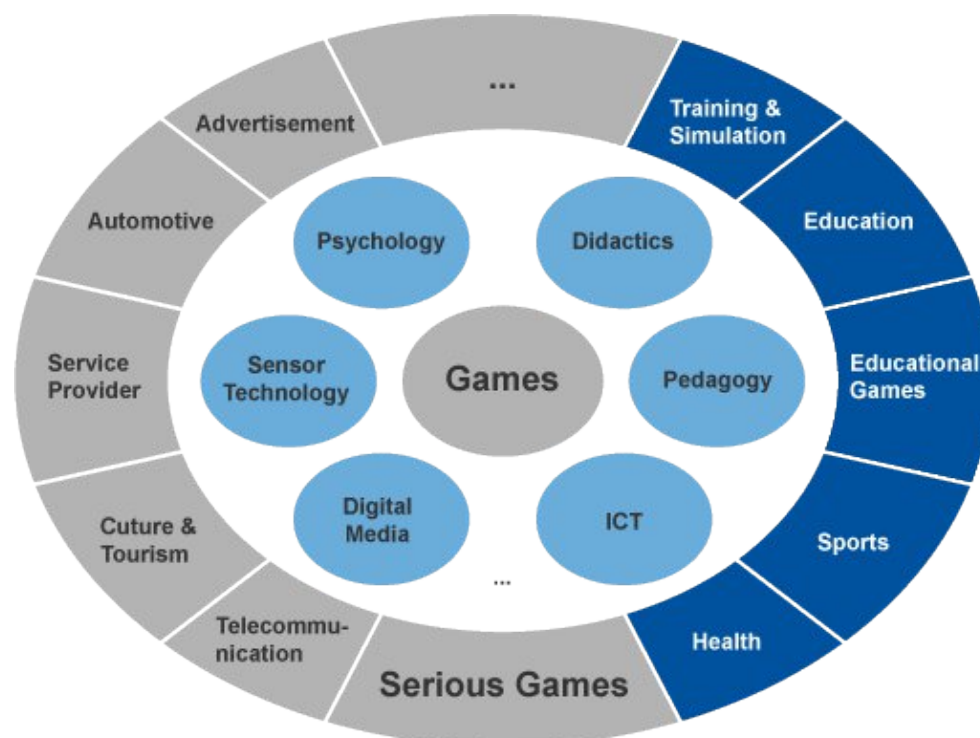 ...
Training &
Simulation
Education
Educational
Games
Sports
Health
Serious Games
Telecommu-
nication
Cuture &
Tourism
Service
Provider
Automotive
Advertisement
Psychology
Didactics
Sensor
Technology
Games
Pedagogy
Digital
Media
ICT
...